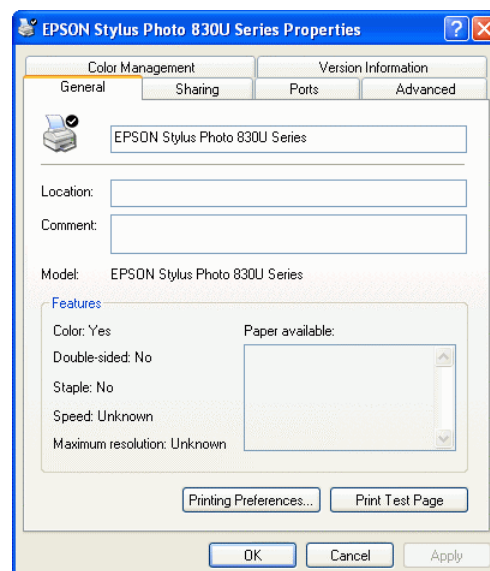 EPSON Stylus Photo 830U Series Properties
Color Management Version Information
General Sharing Ports Advanced
EPSON Stylus Photo 830U Series
Location:
Comment:
Model: EPSON Stylus Photo 830U Series
Features
Color: Yes Paper available:
Double-sided: No
Staple: No
Speed: Unknown
Maximum resolution: Unknown
Printing Preferences... Print Test Page
OK Cancel Apply